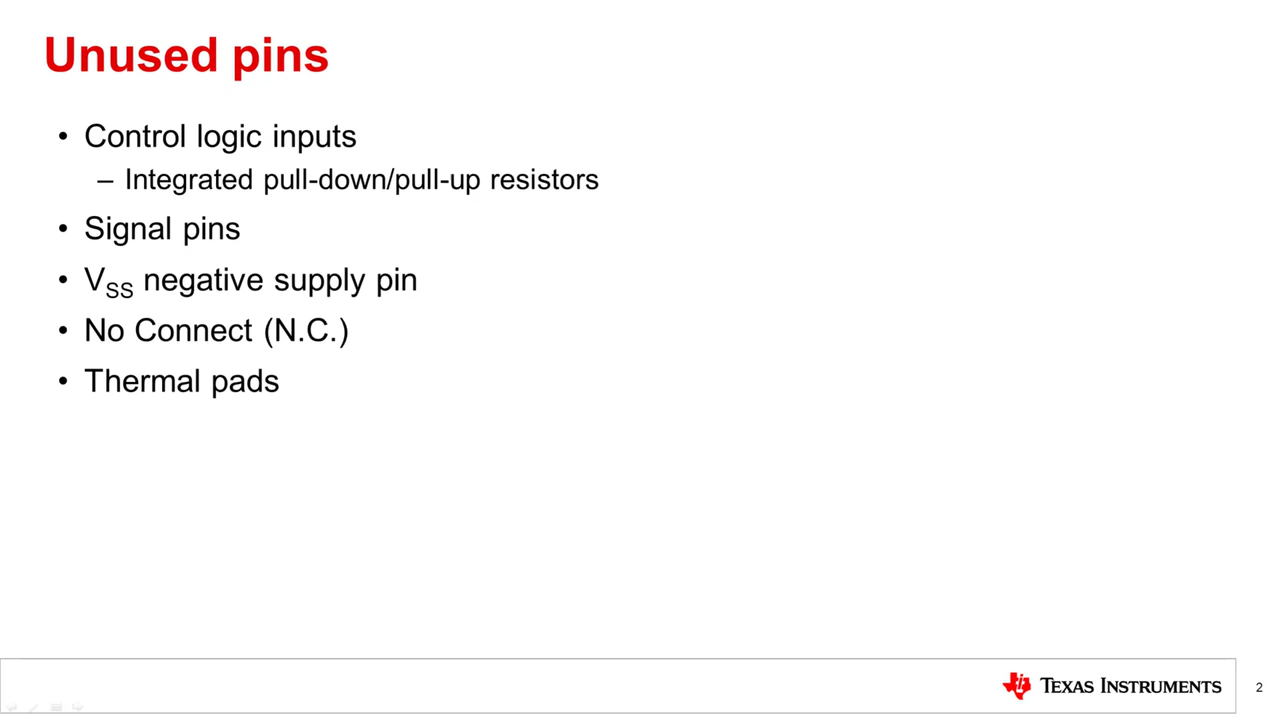 Unused pins
• Control logic inputs
– Integrated pull-down/pull-up resistors
• Signal pins
• VSS negative supply pin
• No Connect (N.C.)
• Thermal pads
TEXAS INSTRUMENTS
2